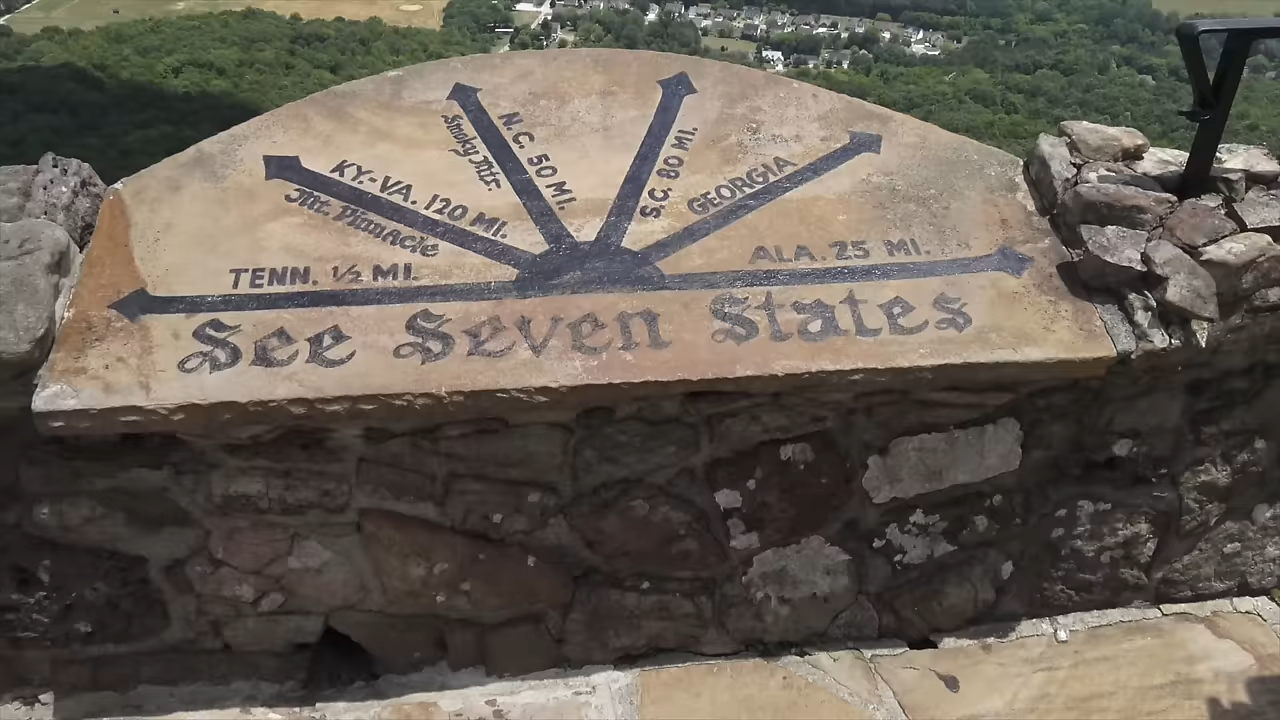 N.C. 50 MI.
Smoky Mts.
S.C. 80 MI.
KY.-VA. 120 MI.
Mt. Pinnacle
GEORGIA
TENN. ½ MI.
ALA. 25 MI.
See Seven States